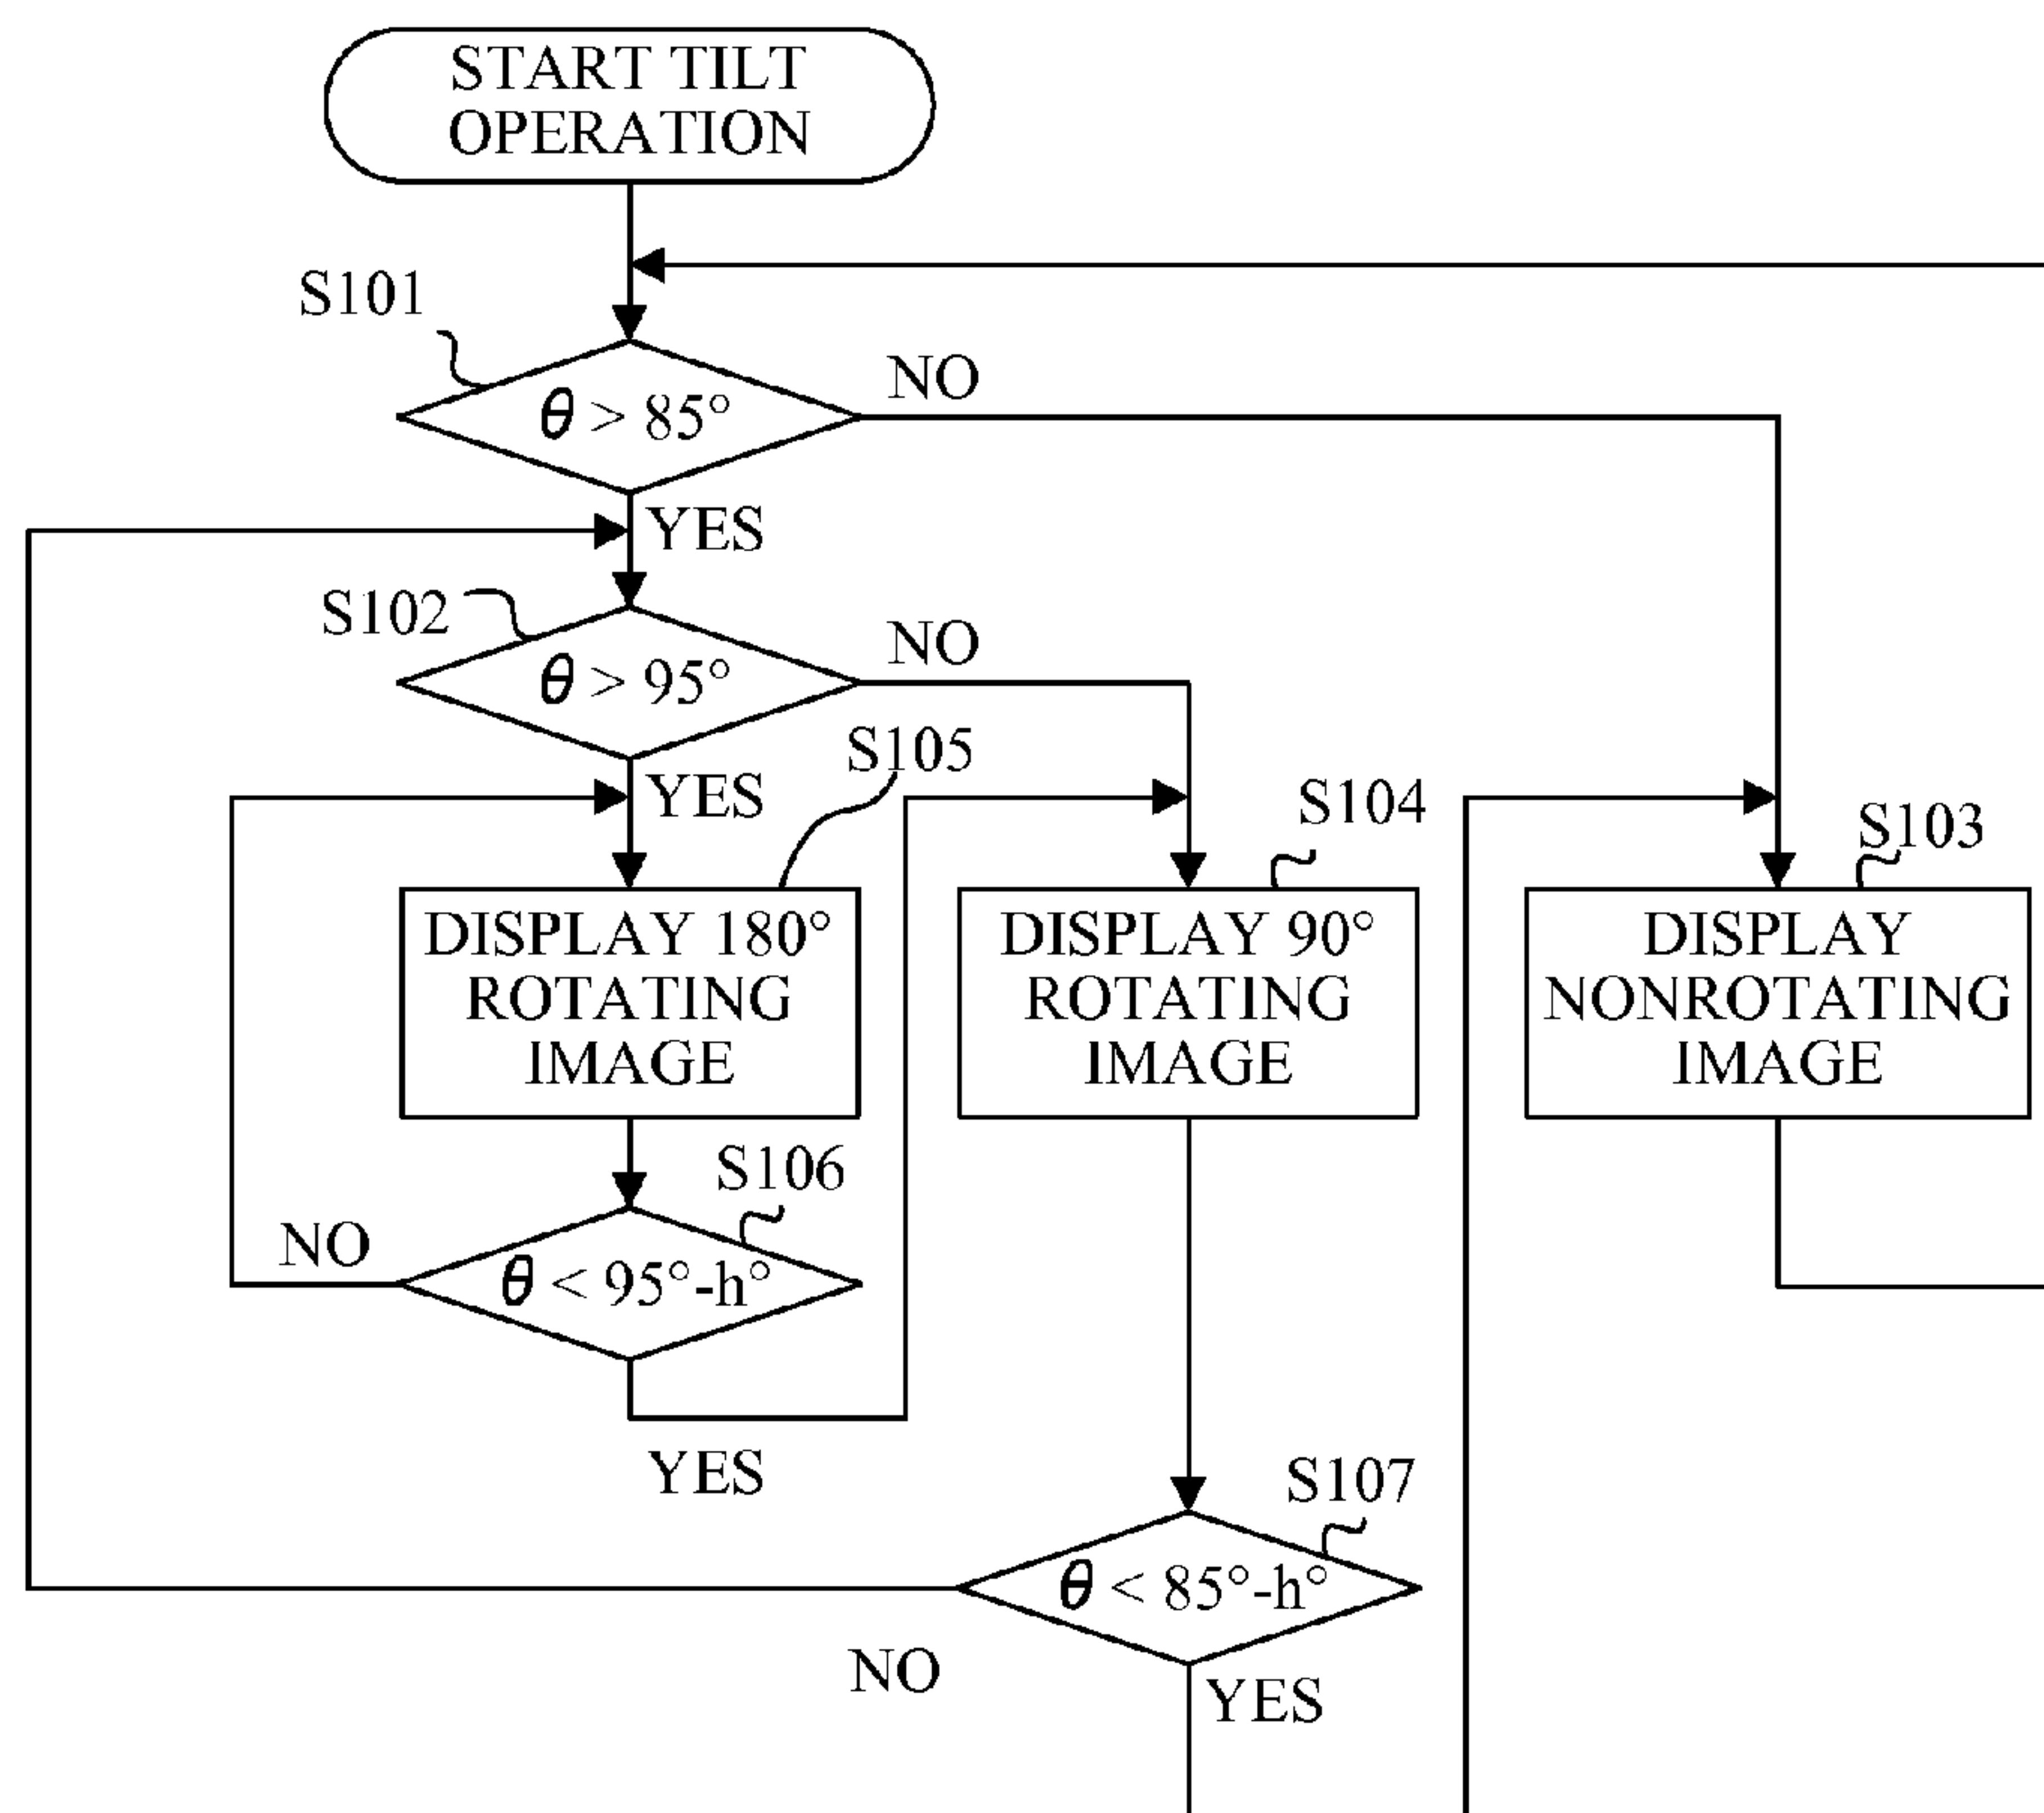 START TILT
OPERATION
S101
θ > 85°
NO
YES
S102
θ > 95°
NO
YES
S105
S104
S103
DISPLAY 180°
ROTATING
IMAGE
DISPLAY 90°
ROTATING
IMAGE
DISPLAY
NONROTATING
IMAGE
S106
NO
θ < 95°-h°
YES
S107
θ < 85°-h°
NO
YES